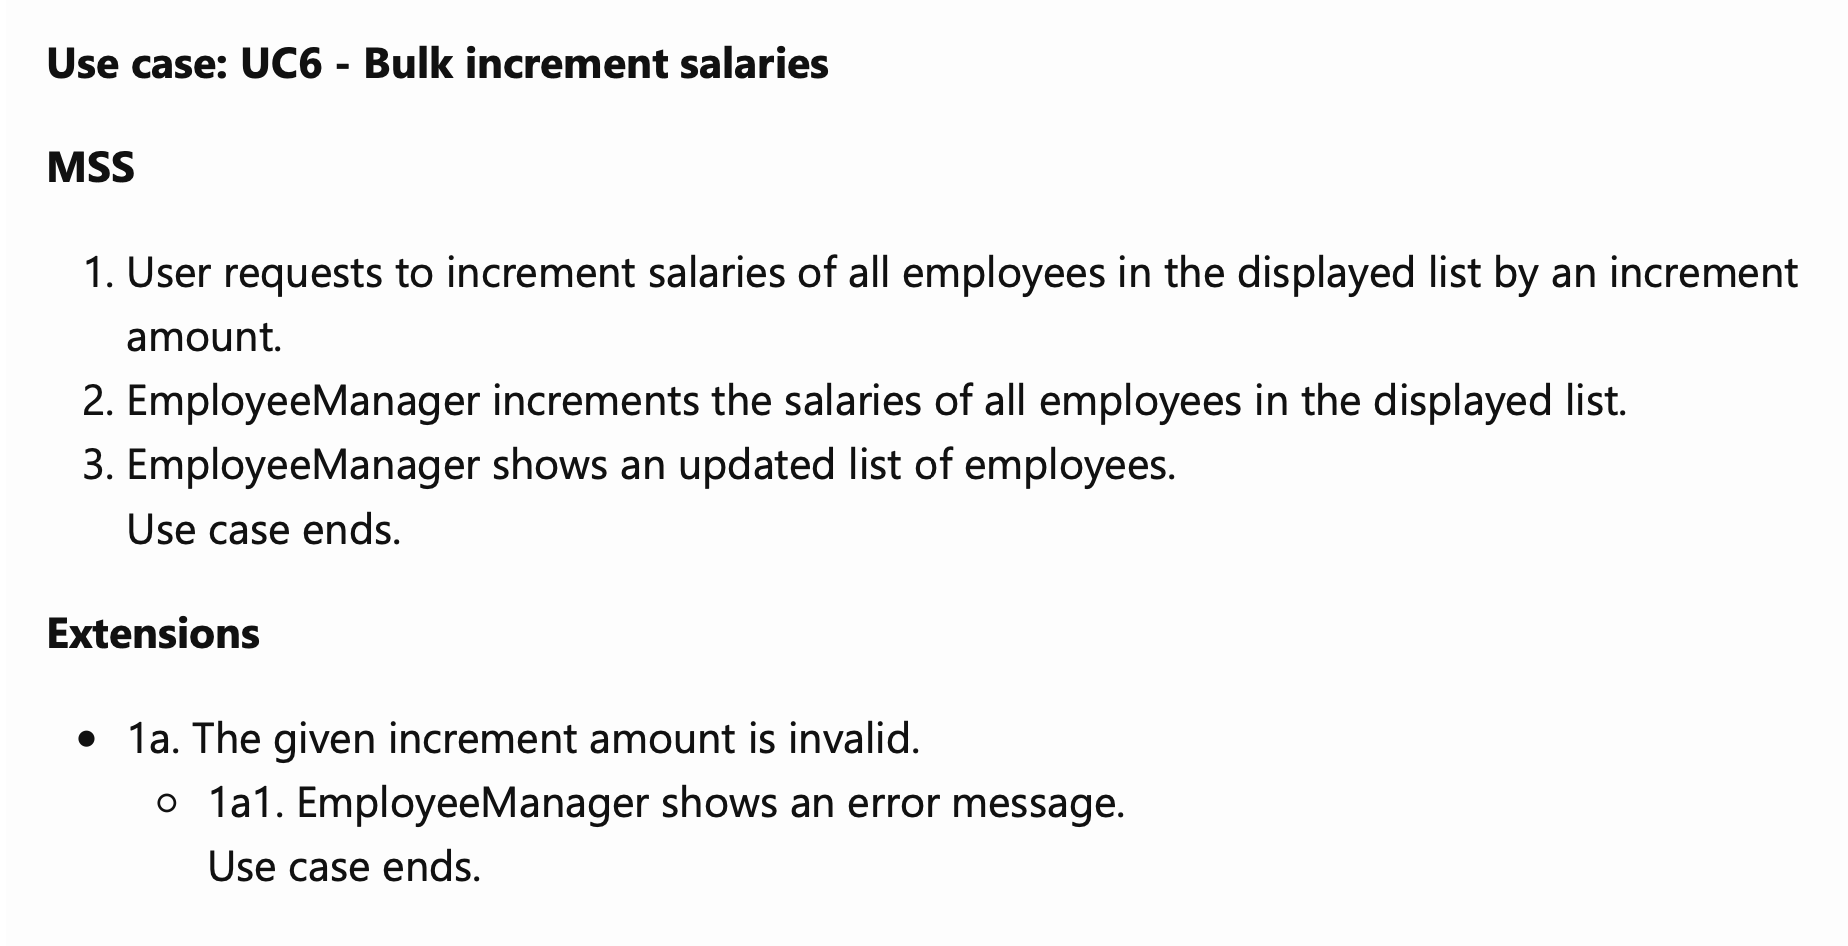 Use case: UC6 - Bulk increment salaries
MSS
1. User requests to increment salaries of all employees in the displayed list by an increment
amount.
2. EmployeeManager increments the salaries of all employees in the displayed list.
3. EmployeeManager shows an updated list of employees.
Use case ends.
Extensions
• 1a. The given increment amount is invalid.
○ 1a1. EmployeeManager shows an error message.
Use case ends.